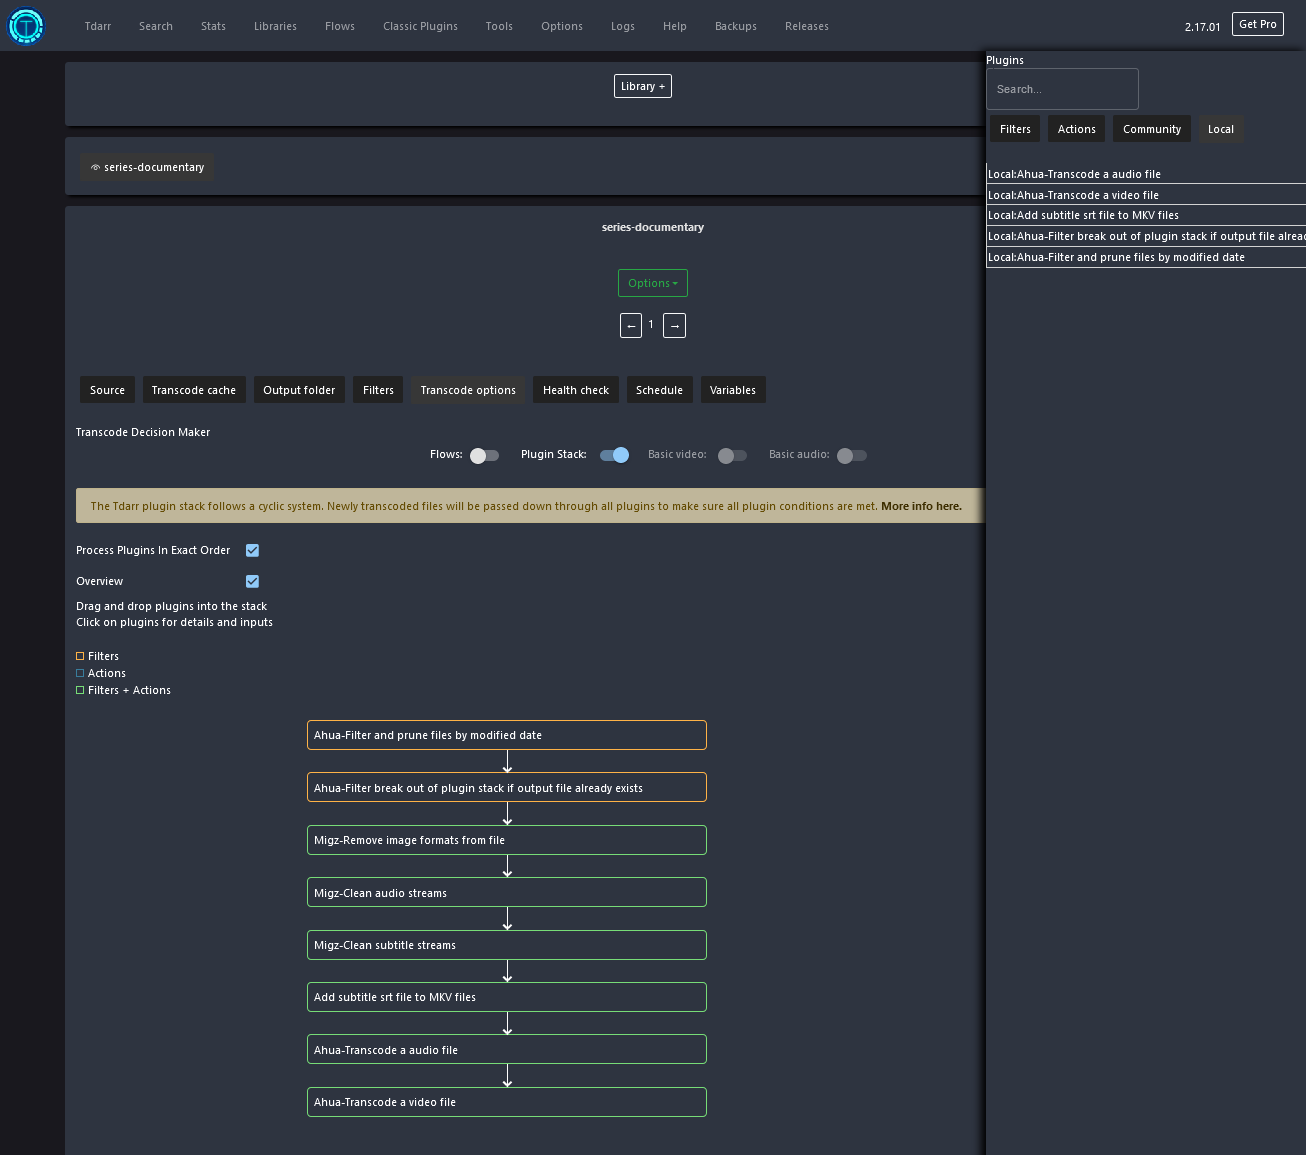 Tdarr Search Stats Libraries Flows Classic Plugins Tools Options Logs Help Backups Releases 2.17.01 Get Pro
Plugins
Search...
Filters Actions Community Local
Local:Ahua-Transcode a audio file
Local:Ahua-Transcode a video file
Local:Add subtitle srt file to MKV files
Local:Ahua-Filter break out of plugin stack if output file alrea
Local:Ahua-Filter and prune files by modified date
Library +
series-documentary
series-documentary
Options
← 1 →
Source Transcode cache Output folder Filters Transcode options Health check Schedule Variables
Transcode Decision Maker
Flows: Plugin Stack: Basic video: Basic audio:
The Tdarr plugin stack follows a cyclic system. Newly transcoded files will be passed down through all plugins to make sure all plugin conditions are met. More info here.
Process Plugins In Exact Order
Overview
Drag and drop plugins into the stack
Click on plugins for details and inputs
Filters
Actions
Filters + Actions
Ahua-Filter and prune files by modified date
Ahua-Filter break out of plugin stack if output file already exists
Migz-Remove image formats from file
Migz-Clean audio streams
Migz-Clean subtitle streams
Add subtitle srt file to MKV files
Ahua-Transcode a audio file
Ahua-Transcode a video file